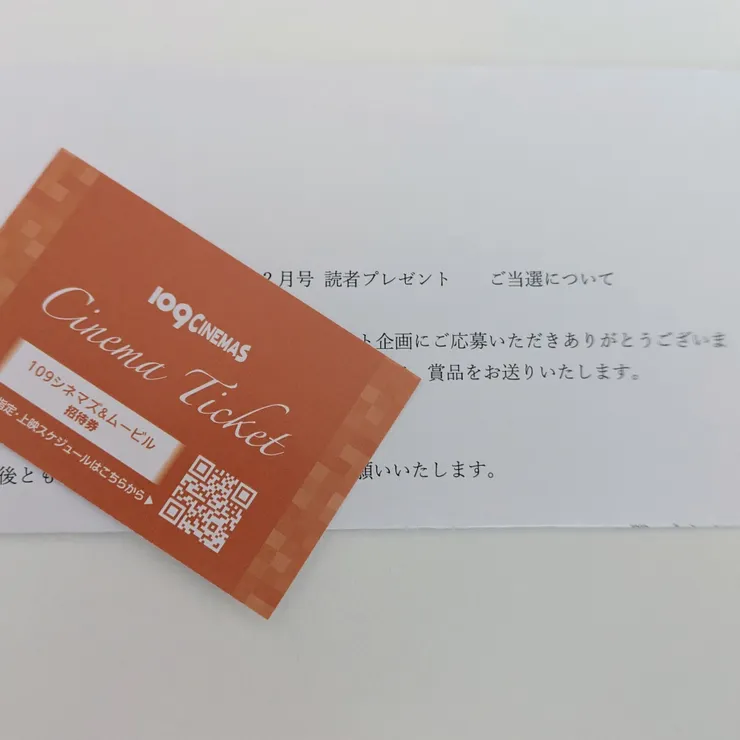 2月号 読者プレゼント ご当選について
ト企画にご応募いただきありがとうございま
賞品をお送りいたします。
後とも
願いいたします。
109CINEMAS
Cinema Ticket
109シネマズ&ムービル
招待券
指定・上映スケジュールはこちらから▶